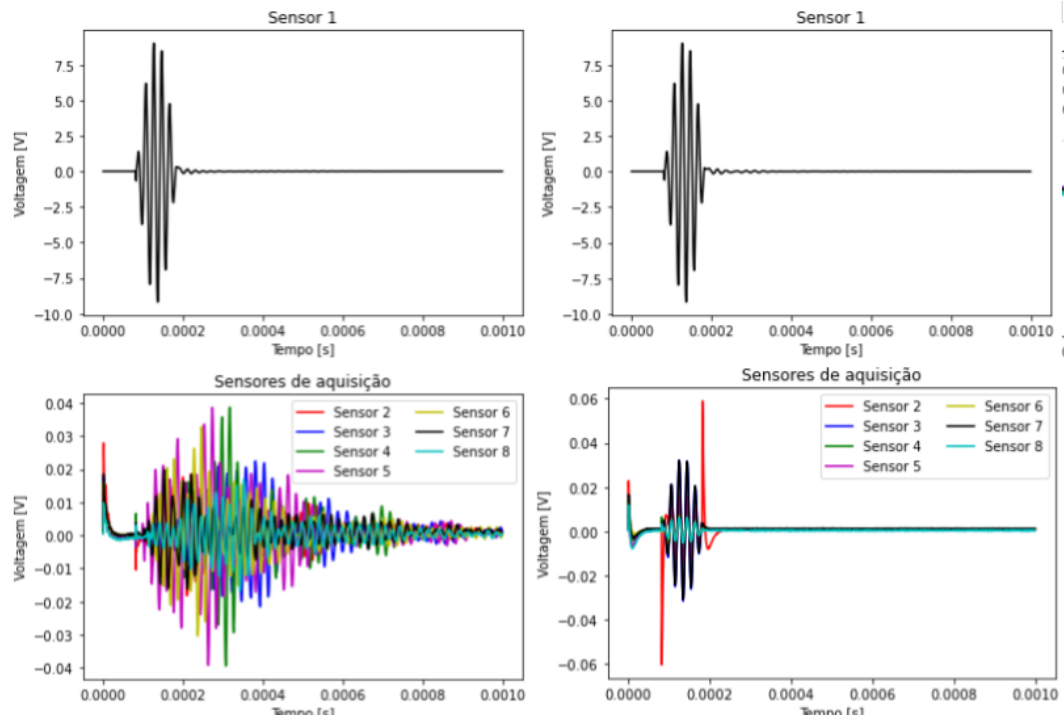 Sensor 1
7.5
5.0
2.5
0.0
−2.5
−5.0
−7.5
−10.0
Voltagem [V]
0.0000 0.0002 0.0004 0.0006 0.0008 0.0010
Tempo [s]
Sensor 1
7.5
5.0
2.5
0.0
−2.5
−5.0
−7.5
−10.0
Voltagem [V]
0.0000 0.0002 0.0004 0.0006 0.0008 0.0010
Tempo [s]
Sensores de aquisição
0.04
0.03
0.02
0.01
0.00
−0.01
−0.02
−0.03
−0.04
Voltagem [V]
Sensor 2 Sensor 6
Sensor 3 Sensor 7
Sensor 4 Sensor 8
Sensor 5
0.0000 0.0002 0.0004 0.0006 0.0008 0.0010
Tempo [s]
Sensores de aquisição
0.06
0.04
0.02
0.00
−0.02
−0.04
−0.06
Voltagem [V]
Sensor 2 Sensor 6
Sensor 3 Sensor 7
Sensor 4 Sensor 8
Sensor 5
0.0000 0.0002 0.0004 0.0006 0.0008 0.0010
Tempo [s]